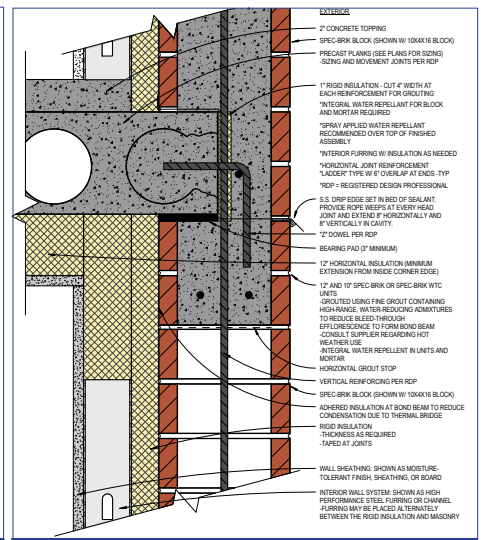 EXTERIOR
2" CONCRETE TOPPING
SPEC-BRIK BLOCK (SHOWN W/ 10X4X16 BLOCK)
PRECAST PLANKS (SEE PLANS FOR SIZING)
-SIZING AND MOVEMENT JOINTS PER RDP
1" RIGID INSULATION - CUT 4" WIDTH AT
EACH REINFORCEMENT FOR GROUTING
*INTEGRAL WATER REPELLANT FOR BLOCK
AND MORTAR REQUIRED
*SPRAY APPLIED WATER REPELLANT
RECOMMENDED OVER TOP OF FINISHED
ASSEMBLY
*INTERIOR FURRING W/ INSULATION AS NEEDED
*HORIZONTAL JOINT REINFORCEMENT
"LADDER" TYPE W/ 6" OVERLAP AT ENDS -TYP
*RDP = REGISTERED DESIGN PROFESSIONAL
S.S. DRIP EDGE SET IN BED OF SEALANT.
PROVIDE ROPE WEEPS AT EVERY HEAD
JOINT AND EXTEND 8" HORIZONTALLY AND
8" VERTICALLY IN CAVITY.
"Z" DOWEL PER RDP
BEARING PAD (3" MINIMUM)
12" HORIZONTAL INSULATION (MINIMUM
EXTENSION FROM INSIDE CORNER EDGE)
12" AND 10" SPEC-BRIK OR SPEC-BRIK WTC
UNITS
-GROUTED USING FINE GROUT CONTAINING
HIGH-RANGE, WATER-REDUCING ADMIXTURES
TO REDUCE BLEED-THROUGH
EFFLORESCENCE TO FORM BOND BEAM
-CONSULT SUPPLIER REGARDING HOT
WEATHER USE
-INTEGRAL WATER REPELLENT IN UNITS AND
MORTAR
HORIZONTAL GROUT STOP
VERTICAL REINFORCING PER RDP
SPEC-BRIK BLOCK (SHOWN W/ 10X4X16 BLOCK)
ADHERED INSULATION AT BOND BEAM TO REDUCE
CONDENSATION DUE TO THERMAL BRIDGE
RIGID INSULATION
-THICKNESS AS REQUIRED
-TAPED AT JOINTS
WALL SHEATHING: SHOWN AS MOISTURE-
TOLERANT FINISH, SHEATHING, OR BOARD
INTERIOR WALL SYSTEM: SHOWN AS HIGH
PERFORMANCE STEEL FURRING OR CHANNEL
-FURRING MAY BE PLACED ALTERNATELY
BETWEEN THE RIGID INSULATION AND MASONRY